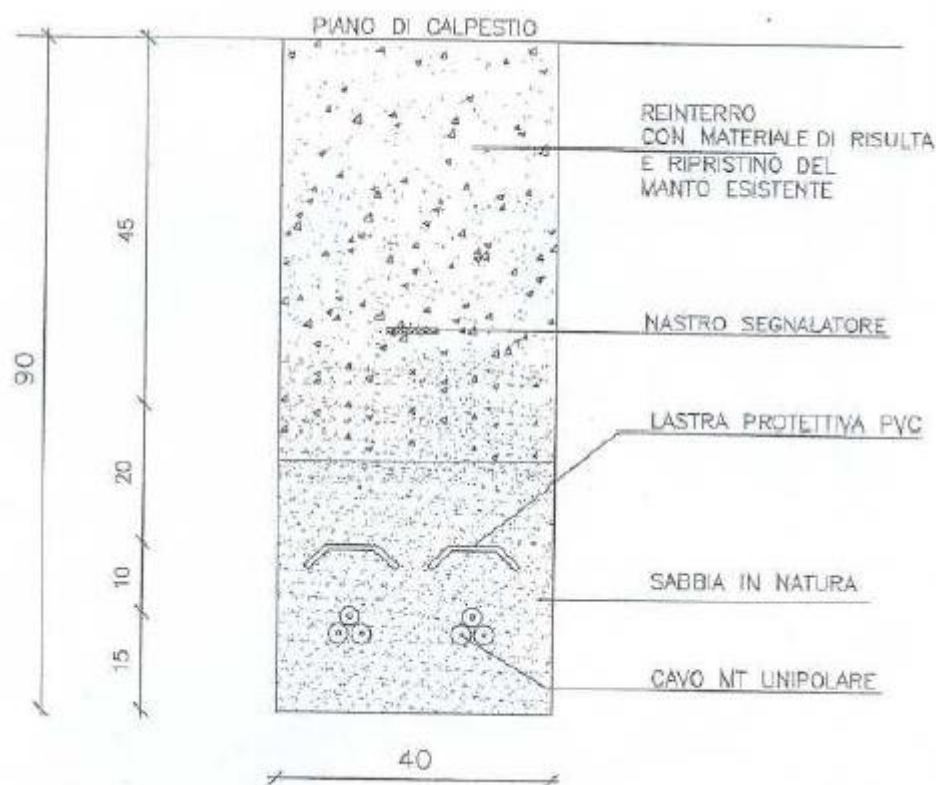 PIANO DI CALPESTIO
REINTERRO
CON MATERIALE DI RISULTA
E RIPRISTINO DEL
MANTO ESISTENTE
45
NASTRO SEGNALATORE
90
LASTRA PROTETTIVA PVC
20
10
SABBIA IN NATURA
15
CAVO MT UNIPOLARE
40